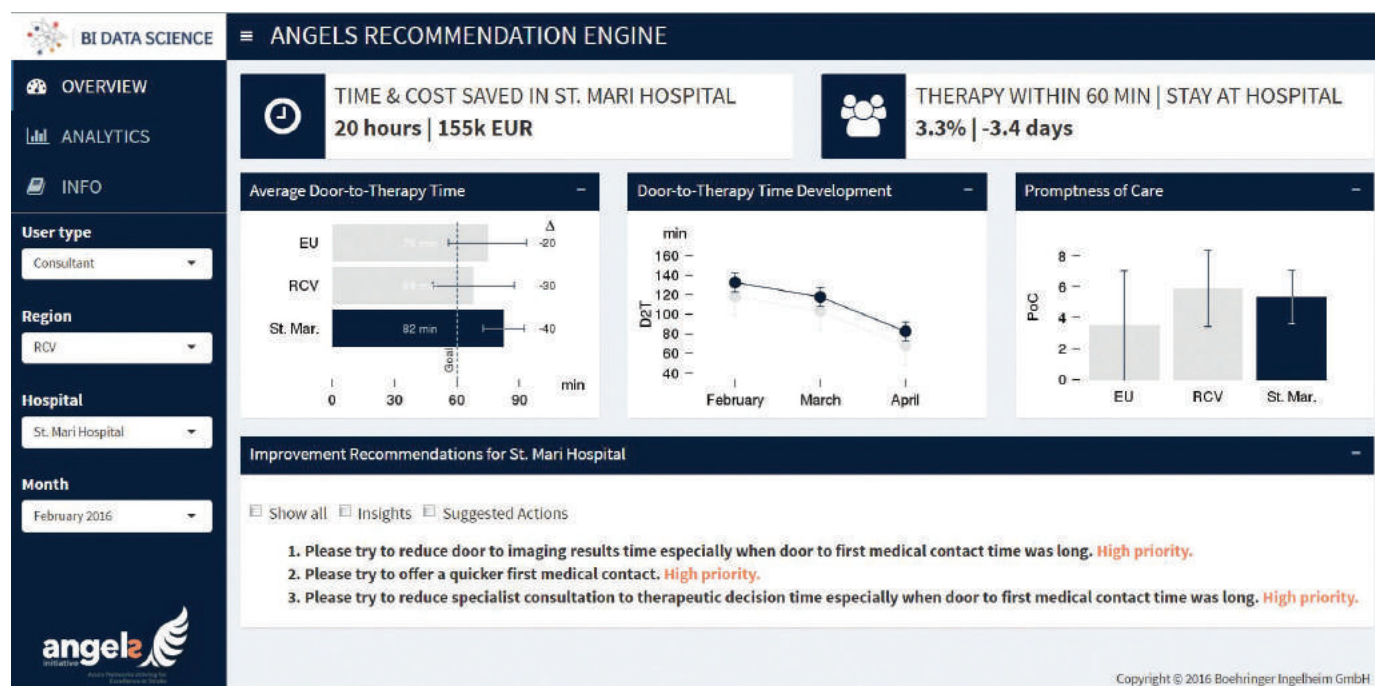 BI DATA SCIENCE
≡ ANGELS RECOMMENDATION ENGINE
OVERVIEW
ANALYTICS
INFO
User type
Consultant
Region
RCV
Hospital
St. Mari Hospital
Month
February 2016
angels
initiative
TIME & COST SAVED IN ST. MARI HOSPITAL
20 hours | 155k EUR
THERAPY WITHIN 60 MIN | STAY AT HOSPITAL
3.3% | -3.4 days
Average Door-to-Therapy Time –
Δ
EU -20
RCV -30
St. Mar. 82 min -40
Goal
0 30 60 90 min
Door-to-Therapy Time Development –
min
D2T
160
140
120
100
80
60
40
February March April
Promptness of Care –
PoC
8
6
4
2
0
EU RCV St. Mar.
Improvement Recommendations for St. Mari Hospital –
Show all Insights Suggested Actions
1. Please try to reduce door to imaging results time especially when door to first medical contact time was long. High priority.
2. Please try to offer a quicker first medical contact. High priority.
3. Please try to reduce specialist consultation to therapeutic decision time especially when door to first medical contact time was long. High priority.
Copyright © 2016 Boehringer Ingelheim GmbH